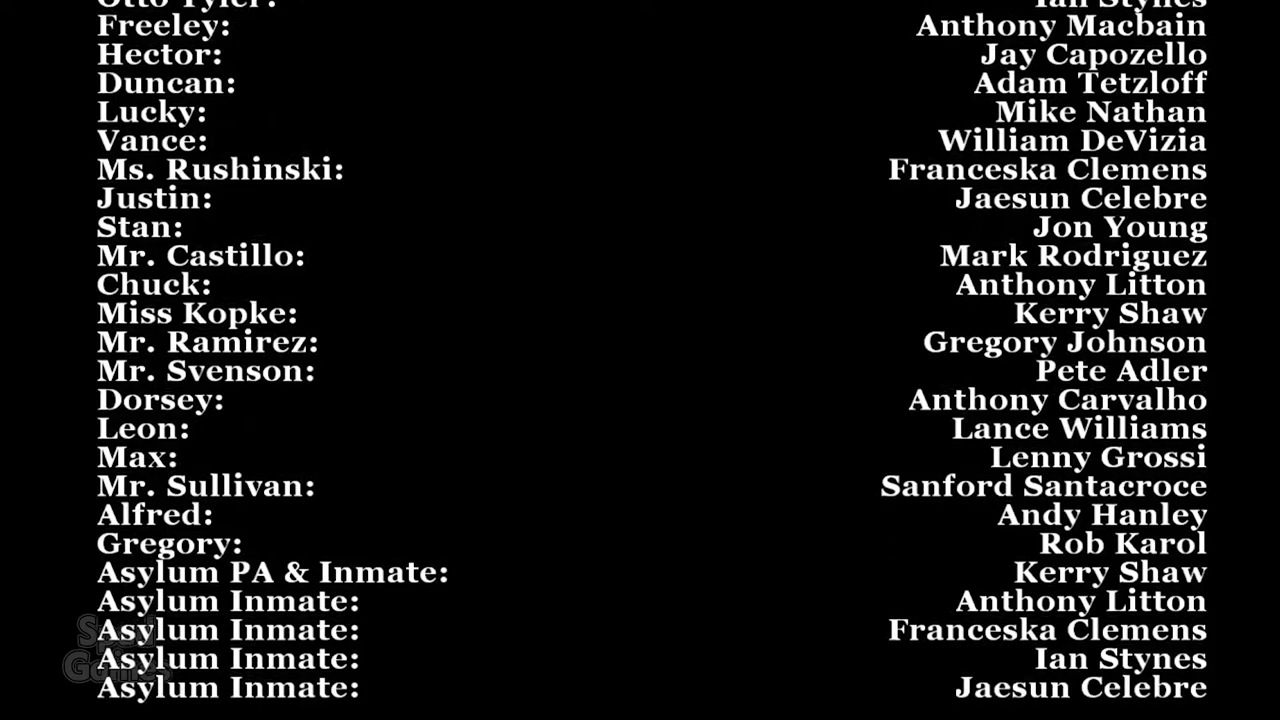 Otto Tyler: Ian Stynes
Freeley: Anthony Macbain
Hector: Jay Capozello
Duncan: Adam Tetzloff
Lucky: Mike Nathan
Vance: William DeVizia
Ms. Rushinski: Franceska Clemens
Justin: Jaesun Celebre
Stan: Jon Young
Mr. Castillo: Mark Rodriguez
Chuck: Anthony Litton
Miss Kopke: Kerry Shaw
Mr. Ramirez: Gregory Johnson
Mr. Svenson: Pete Adler
Dorsey: Anthony Carvalho
Leon: Lance Williams
Max: Lenny Grossi
Mr. Sullivan: Sanford Santacroce
Alfred: Andy Hanley
Gregory: Rob Karol
Asylum PA & Inmate: Kerry Shaw
Asylum Inmate: Anthony Litton
Asylum Inmate: Franceska Clemens
Asylum Inmate: Ian Stynes
Asylum Inmate: Jaesun Celebre